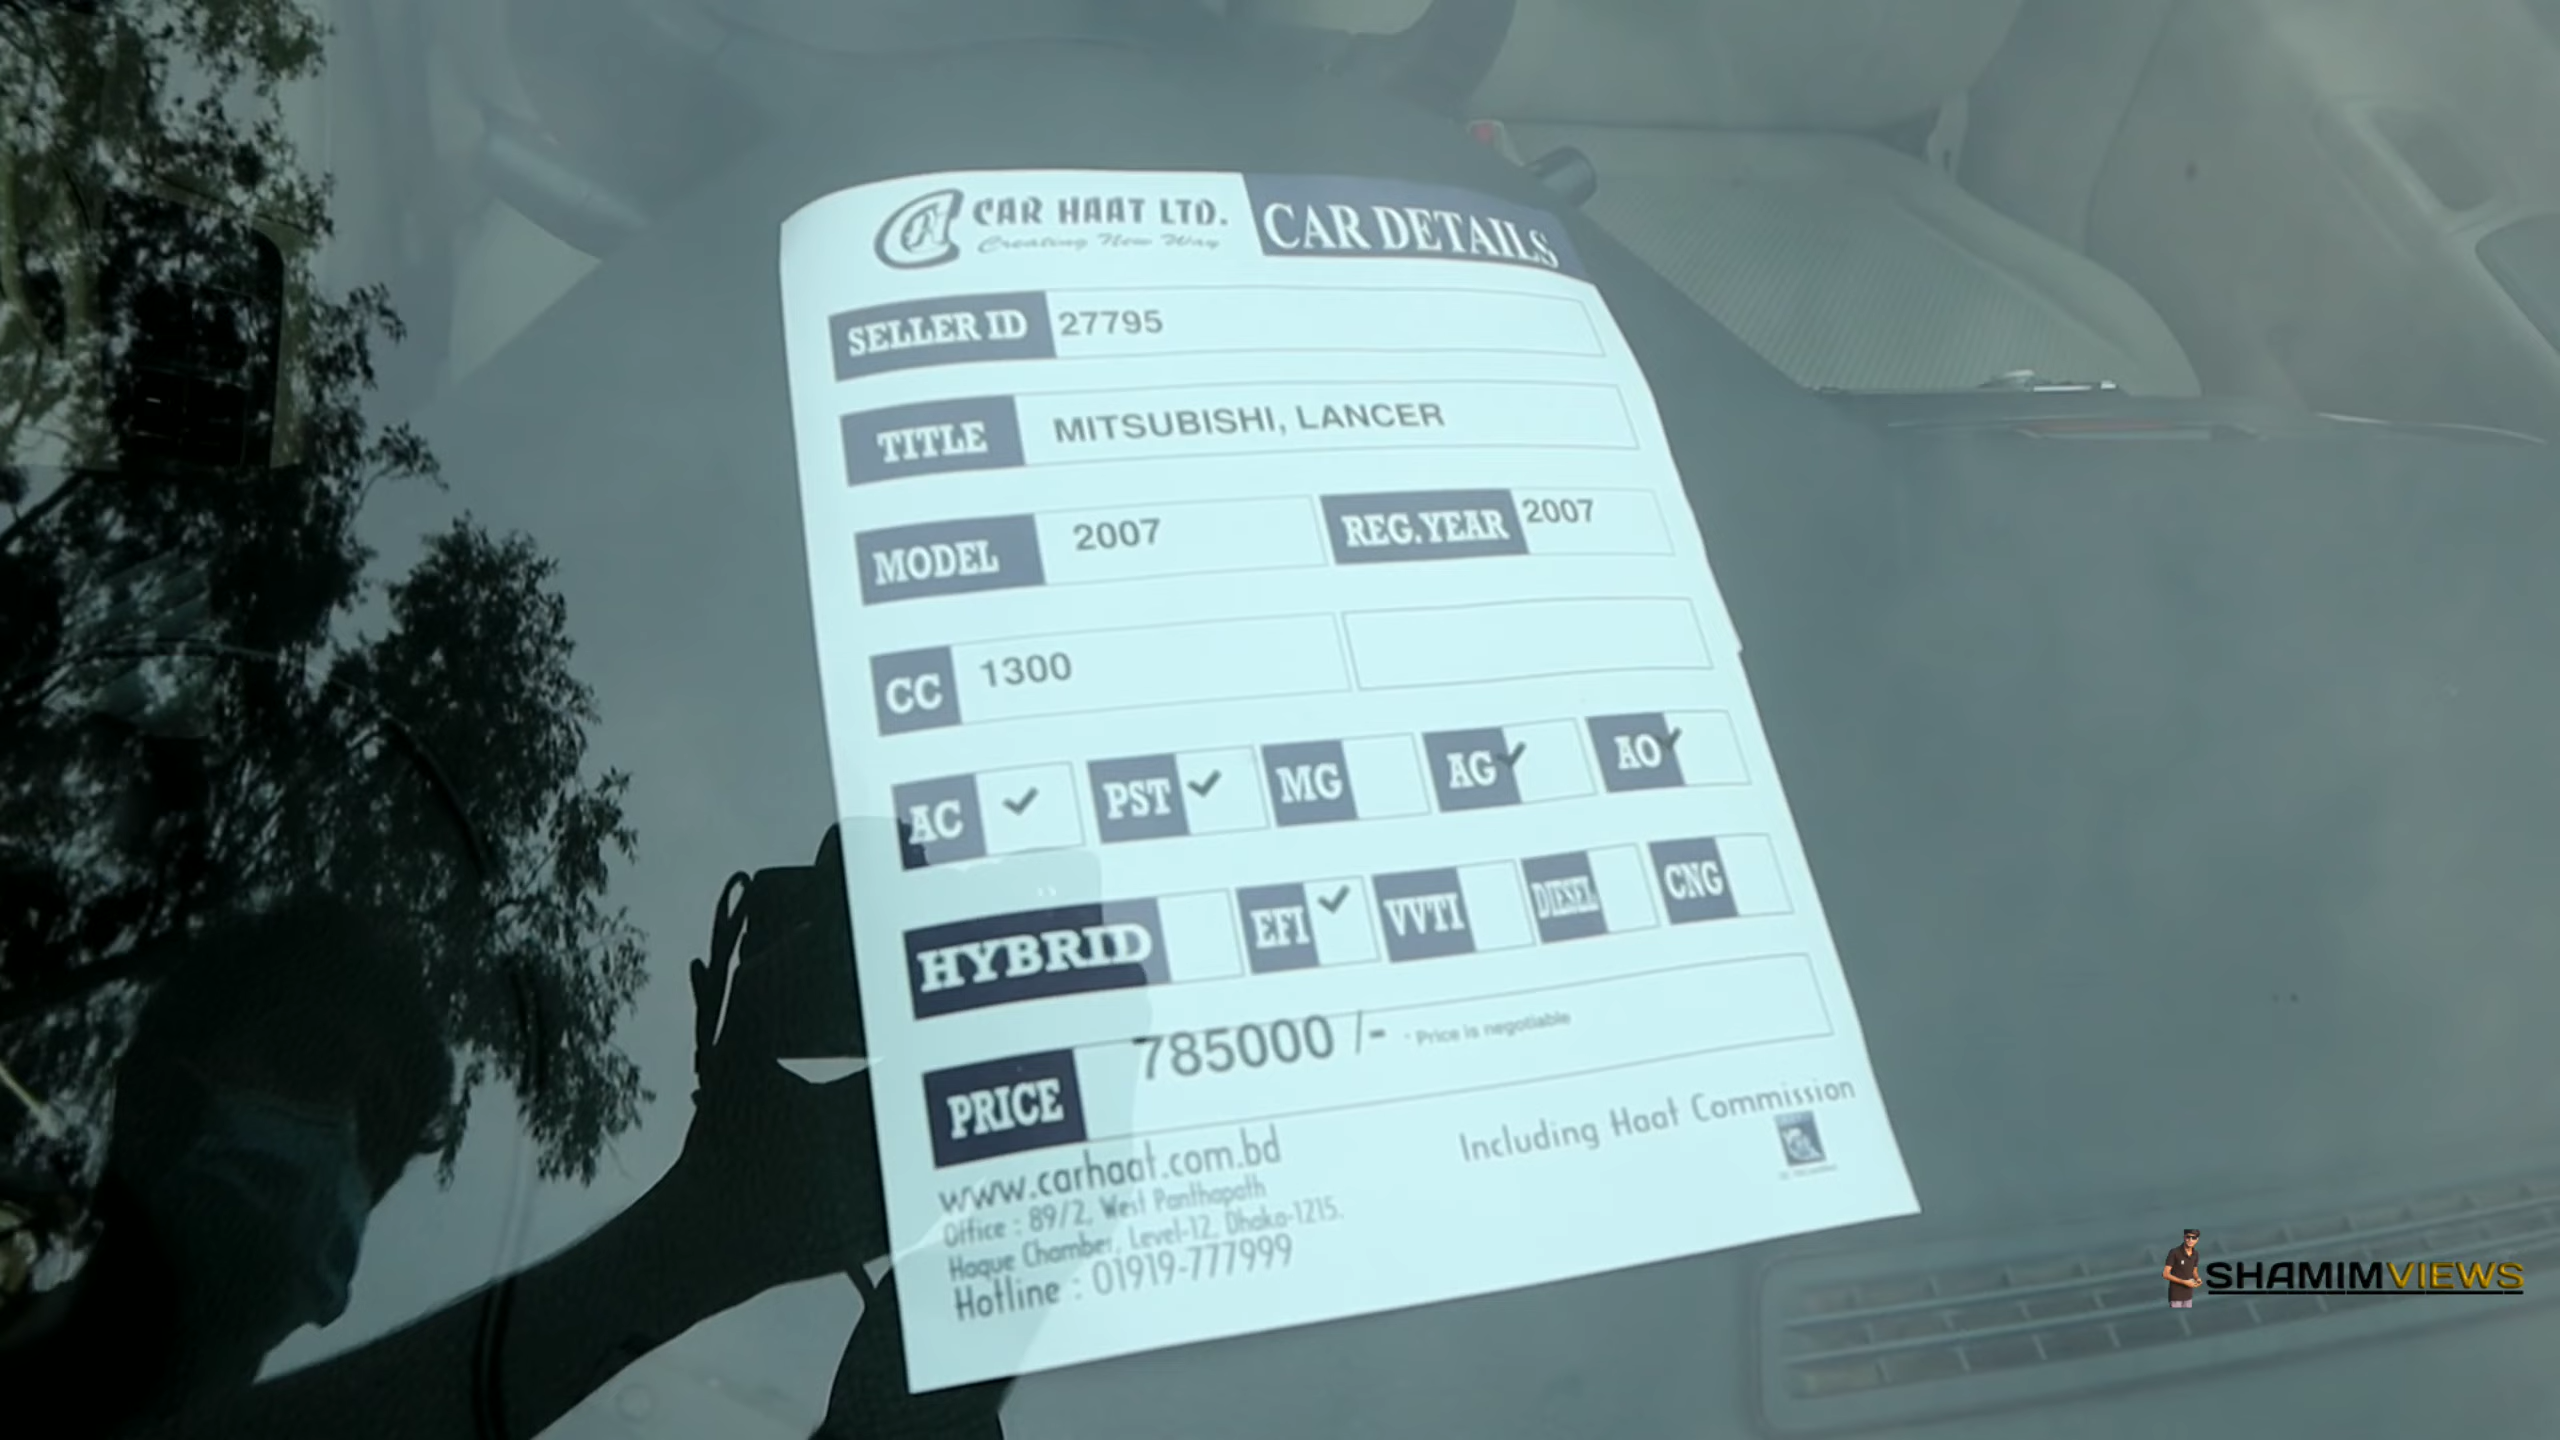 CAR HAAT LTD.
Creating New Way
CAR DETAILS
SELLER ID 27795
TITLE MITSUBISHI, LANCER
MODEL 2007 REG.YEAR 2007
CC 1300
AC ✓ PST ✓ MG AG ✓ AO ✓
HYBRID EFI ✓ VVTI DIESEL CNG
PRICE 785000 /- * Price is negotiable
Including Haat Commission
www.carhaat.com.bd
Office : 89/2, West Panthapath
Haque Chamber, Level-12, Dhaka-1215.
Hotline : 01919-777999
SHAMIMVIEWS